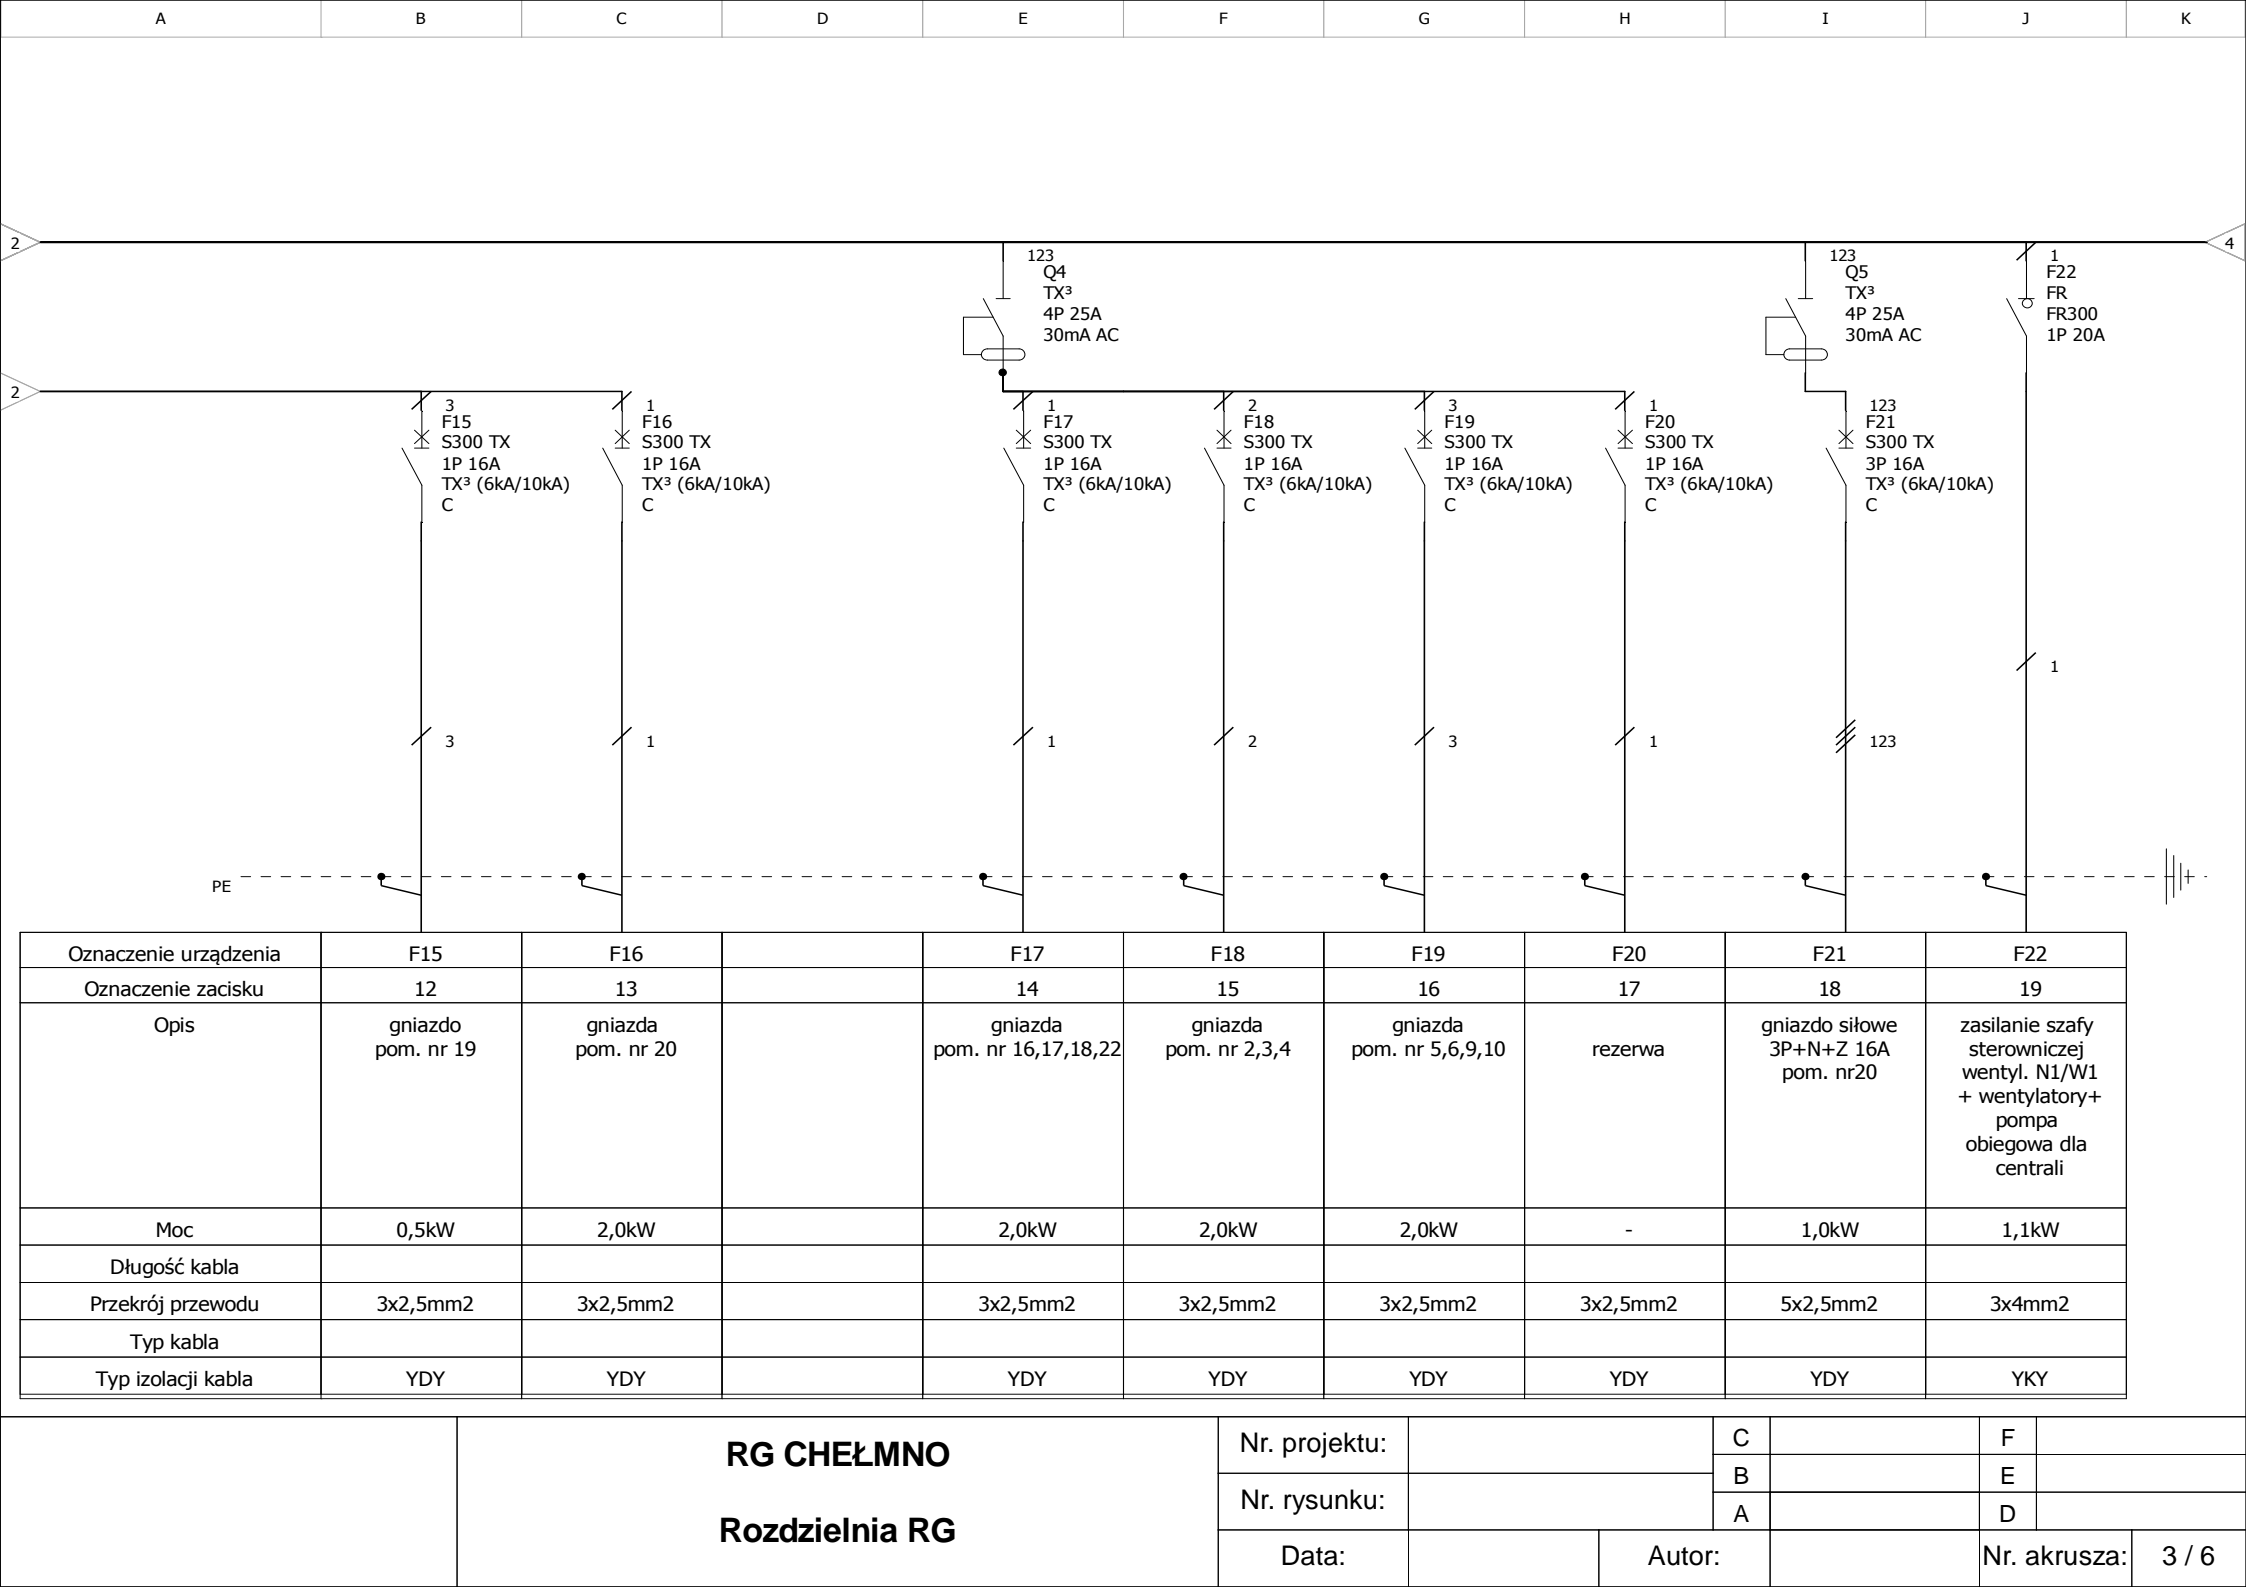 A B C D E F G H I J K
2 4
123 123 1
Q4 Q5 F22
TX³ TX³ FR
4P 25A 4P 25A FR300
30mA AC 30mA AC 1P 20A
2
3 1 1 2 3 1 123
F15 F16 F17 F18 F19 F20 F21
S300 TX S300 TX S300 TX S300 TX S300 TX S300 TX S300 TX
1P 16A 1P 16A 1P 16A 1P 16A 1P 16A 1P 16A 3P 16A
TX³ (6kA/10kA) TX³ (6kA/10kA) TX³ (6kA/10kA) TX³ (6kA/10kA) TX³ (6kA/10kA) TX³ (6kA/10kA) TX³ (6kA/10kA)
C C C C C C C
1
3 1 1 2 3 1 123
PE
Oznaczenie urządzenia F15 F16 F17 F18 F19 F20 F21 F22
Oznaczenie zacisku 12 13 14 15 16 17 18 19
Opis gniazdo gniazda gniazda gniazda gniazda gniazdo siłowe zasilanie szafy
pom. nr 19 pom. nr 20 pom. nr 16,17,18,22 pom. nr 2,3,4 pom. nr 5,6,9,10 rezerwa 3P+N+Z 16A sterowniczej
pom. nr20 wentyl. N1/W1
+ wentylatory+
pompa
obiegowa dla
centrali
Moc 0,5kW 2,0kW 2,0kW 2,0kW 2,0kW - 1,0kW 1,1kW
Długość kabla
Przekrój przewodu 3x2,5mm2 3x2,5mm2 3x2,5mm2 3x2,5mm2 3x2,5mm2 3x2,5mm2 5x2,5mm2 3x4mm2
Typ kabla
Typ izolacji kabla YDY YDY YDY YDY YDY YDY YDY YKY
RG CHEŁMNO
Rozdzielnia RG
Nr. projektu: C F
B E
Nr. rysunku: A D
Data: Autor: Nr. akrusza: 3 / 6